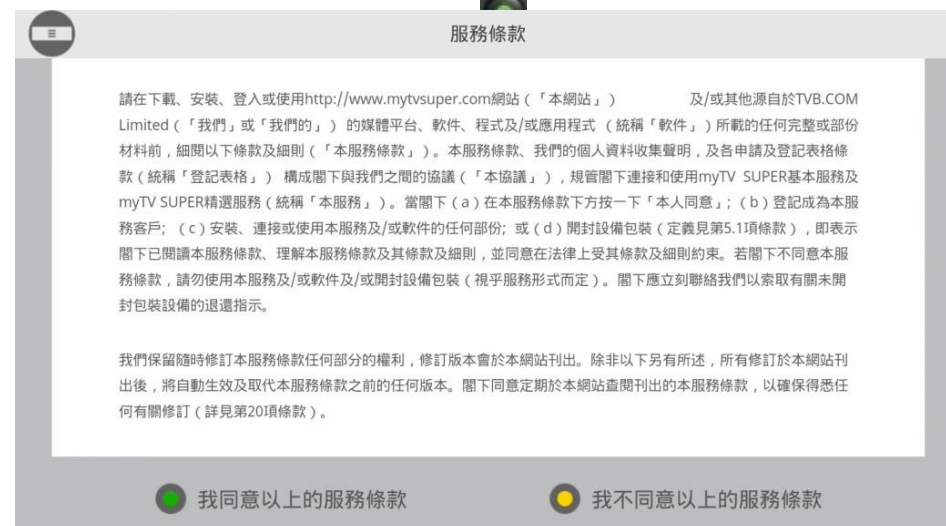 服務條款
請在下載、安裝、登入或使用http://www.mytvsuper.com網站（「本網站」） 及/或其他源自於TVB.COM
Limited（「我們」或「我們的」） 的媒體平台、軟件、程式及/或應用程式 （統稱「軟件」）所載的任何完整或部份
材料前，細閱以下條款及細則（「本服務條款」）。本服務條款、我們的個人資料收集聲明，及各申請及登記表格條
款（統稱「登記表格」） 構成閣下與我們之間的協議（「本協議」），規管閣下連接和使用myTV SUPER基本服務及
myTV SUPER精選服務（統稱「本服務」）。當閣下（a）在本服務條款下方按一下「本人同意」;（b）登記成為本服
務客戶; （c）安裝、連接或使用本服務及/或軟件的任何部份; 或（d）開封設備包裝（定義見第5.1項條款），即表示
閣下已閱讀本服務條款、理解本服務條款及其條款及細則，並同意在法律上受其條款及細則約束。若閣下不同意本服
務條款，請勿使用本服務及/或軟件及/或開封設備包裝（視乎服務形式而定）。閣下應立刻聯絡我們以索取有關未開
封包裝設備的退還指示。
我們保留隨時修訂本服務條款任何部分的權利，修訂版本會於本網站刊出。除非以下另有所述，所有修訂於本網站刊
出後，將自動生效及取代本服務條款之前的任何版本。閣下同意定期於本網站查閱刊出的本服務條款，以確保得悉任
何有關修訂（詳見第20項條款）。
我同意以上的服務條款 我不同意以上的服務條款